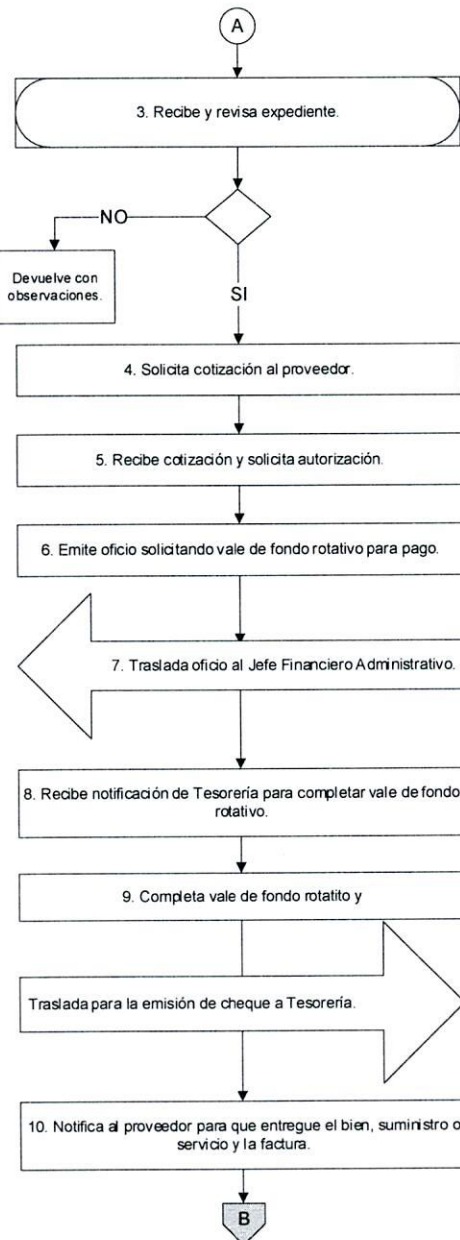 A
3. Recibe y revisa expediente.
NO
Devuelve con
observaciones.
SI
4. Solicita cotización al proveedor.
5. Recibe cotización y solicita autorización.
6. Emite oficio solicitando vale de fondo rotativo para pago.
7. Traslada oficio al Jefe Financiero Administrativo.
8. Recibe notificación de Tesorería para completar vale de fondo
rotativo.
9. Completa vale de fondo rotatito y
Traslada para la emisión de cheque a Tesorería.
10. Notifica al proveedor para que entregue el bien, suministro o
servicio y la factura.
B